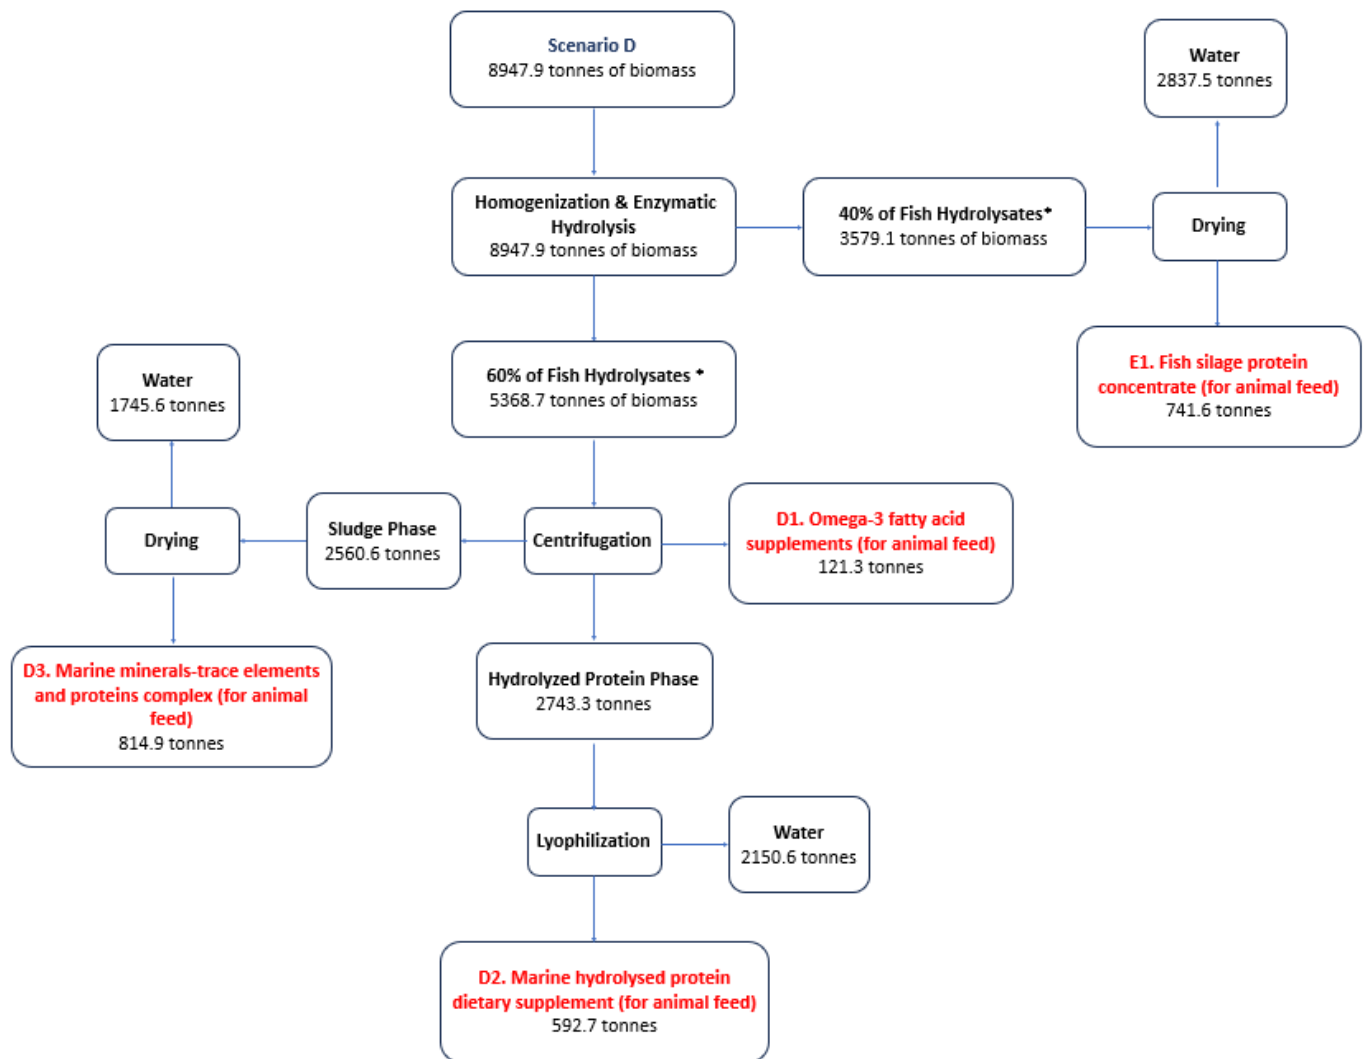 Scenario D
8947.9 tonnes of biomass
Water
2837.5 tonnes
Homogenization & Enzymatic
Hydrolysis
8947.9 tonnes of biomass
40% of Fish Hydrolysates*
3579.1 tonnes of biomass
Drying
E1. Fish silage protein
concentrate (for animal feed)
741.6 tonnes
60% of Fish Hydrolysates *
5368.7 tonnes of biomass
Water
1745.6 tonnes
Drying
Sludge Phase
2560.6 tonnes
Centrifugation
D1. Omega-3 fatty acid
supplements (for animal feed)
121.3 tonnes
D3. Marine minerals-trace elements
and proteins complex (for animal
feed)
814.9 tonnes
Hydrolyzed Protein Phase
2743.3 tonnes
Lyophilization
Water
2150.6 tonnes
D2. Marine hydrolysed protein
dietary supplement (for animal feed)
592.7 tonnes